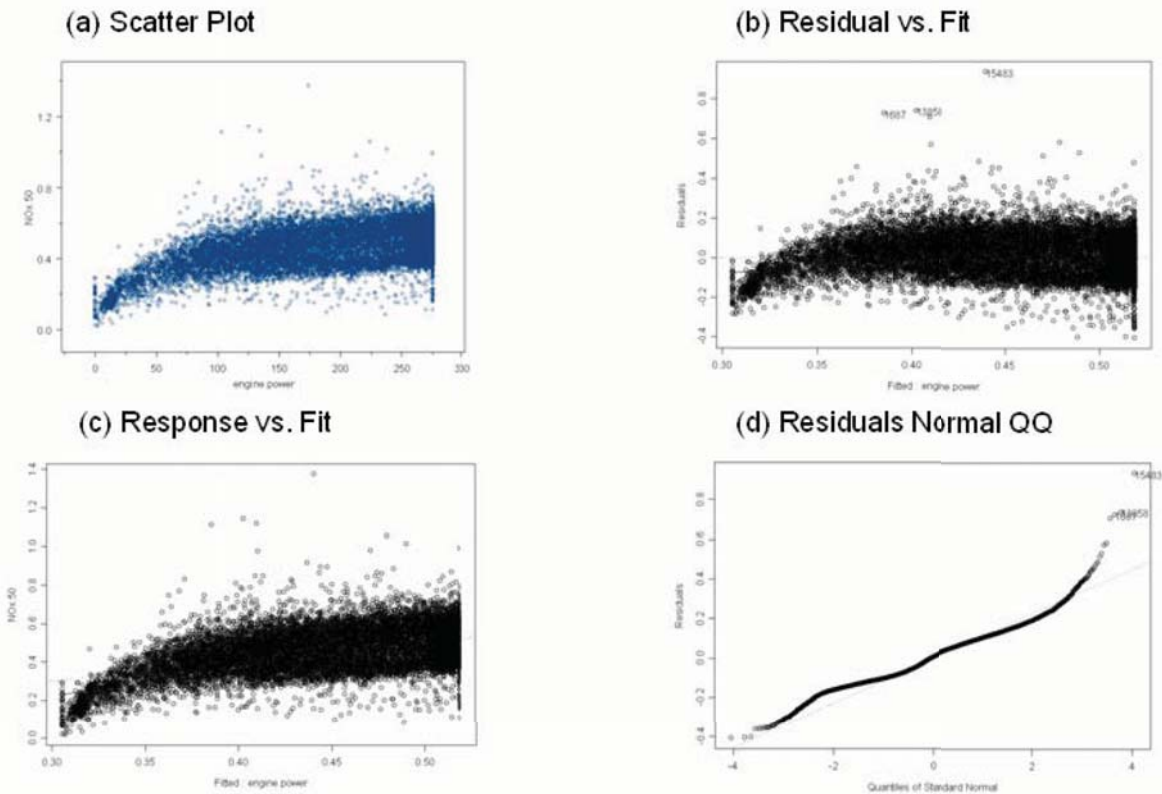 (a) Scatter Plot
NOx 50
1.2
0.8
0.4
0.0
0 50 100 150 200 250 300
engine power
(b) Residual vs. Fit
Residuals
0.8
0.6
0.4
0.2
0.0
-0.2
-0.4
15483
1687
0.30 0.35 0.40 0.45 0.50
Fitted : engine power
(c) Response vs. Fit
NOx 50
1.4
1.2
1.0
0.8
0.6
0.4
0.2
0.0
0.30 0.35 0.40 0.45 0.50
Fitted : engine power
(d) Residuals Normal QQ
Residuals
0.8
0.6
0.4
0.2
0.0
-0.2
-0.4
15483
-4 -2 0 2 4
Quantiles of Standard Normal